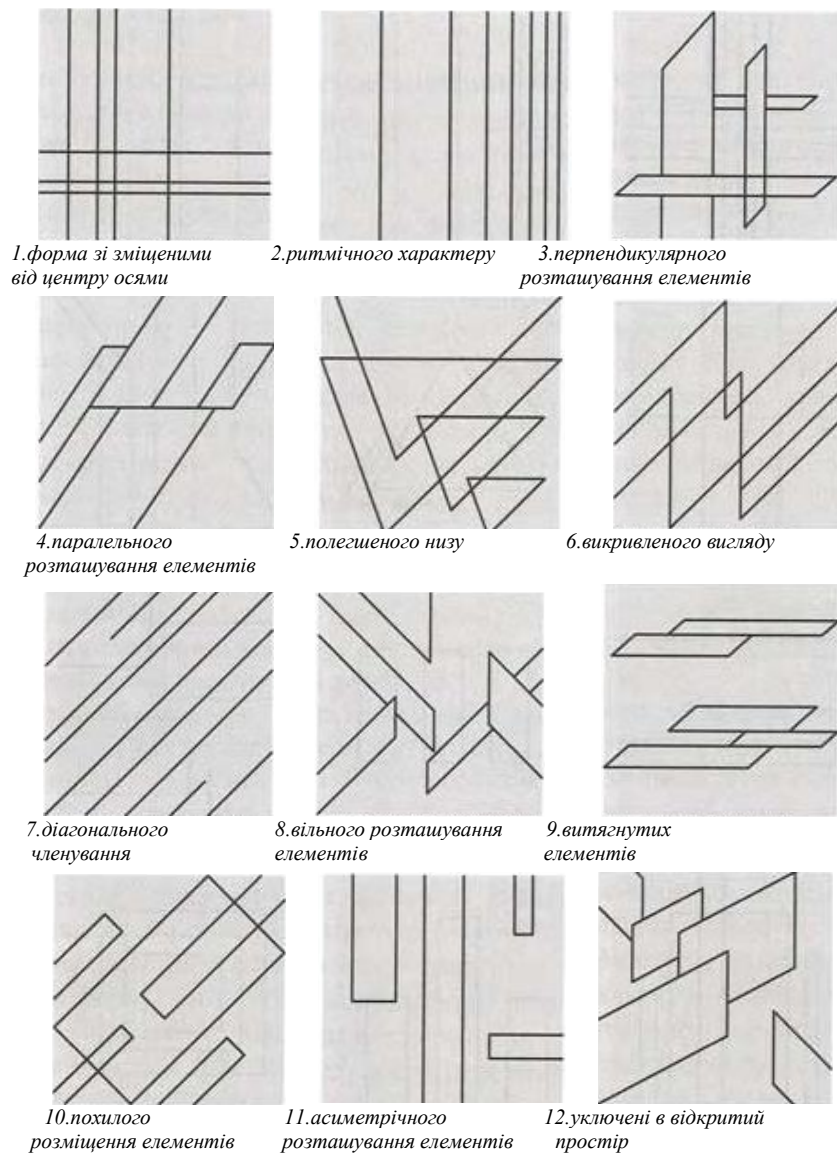 1.форма зі зміщеними
від центру осями
2.ритмічного характеру
3.перпендикулярного
розташування елементів
4.паралельного
розташування елементів
5.полегшеного низу
6.викривленого вигляду
7.діагонального
членування
8.вільного розташування
елементів
9.витягнутих
елементів
10.похилого
розміщення елементів
11.асиметрічного
розташування елементів
12.уключені в відкритий
простір